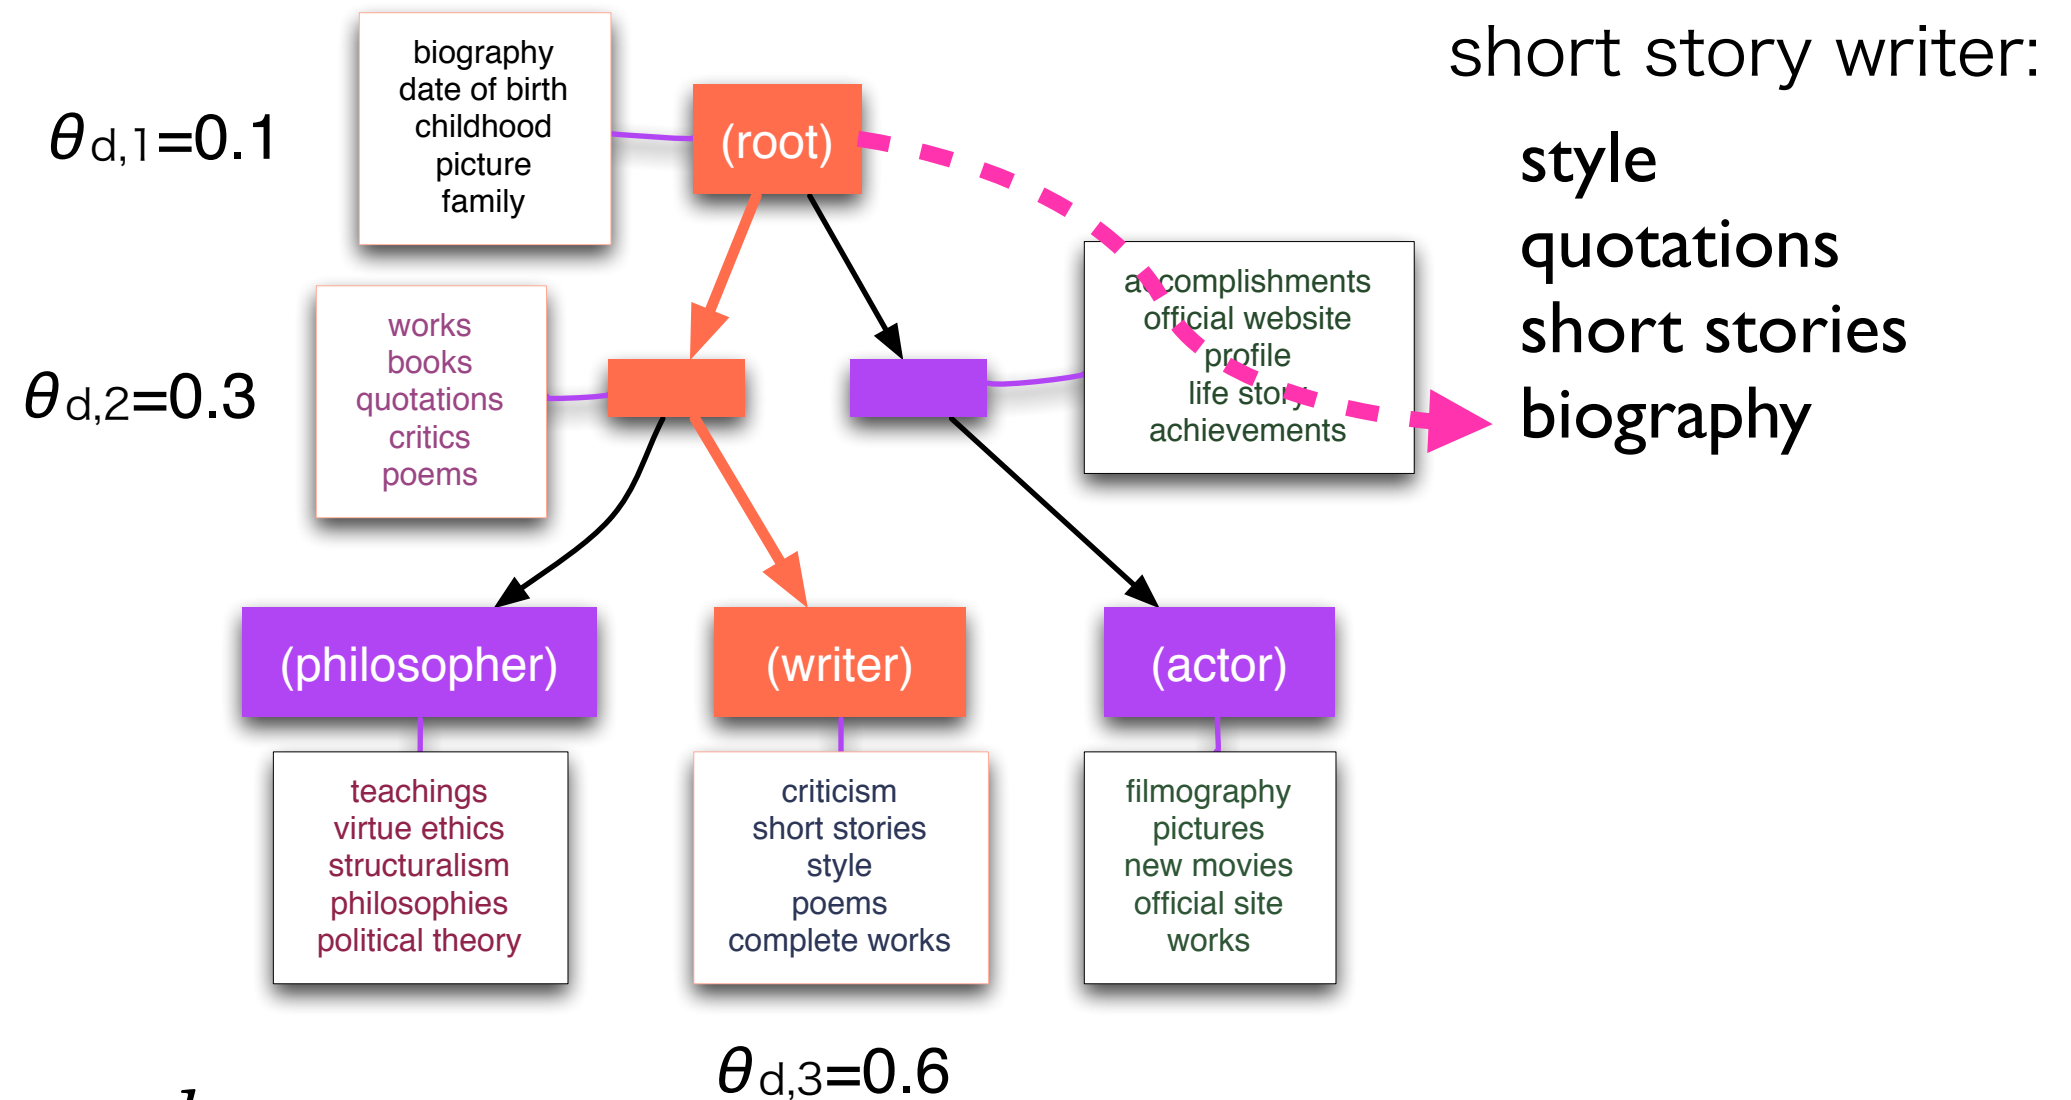 short story writer:
style
quotations
short stories
biography
θd,1=0.1
biography
date of birth
childhood
picture
family
(root)
θd,2=0.3
works
books
quotations
critics
poems
accomplishments
official website
profile
life story
achievements
(philosopher)
(writer)
(actor)
teachings
virtue ethics
structuralism
philosophies
political theory
criticism
short stories
style
poems
complete works
filmography
pictures
new movies
official site
works
θd,3=0.6